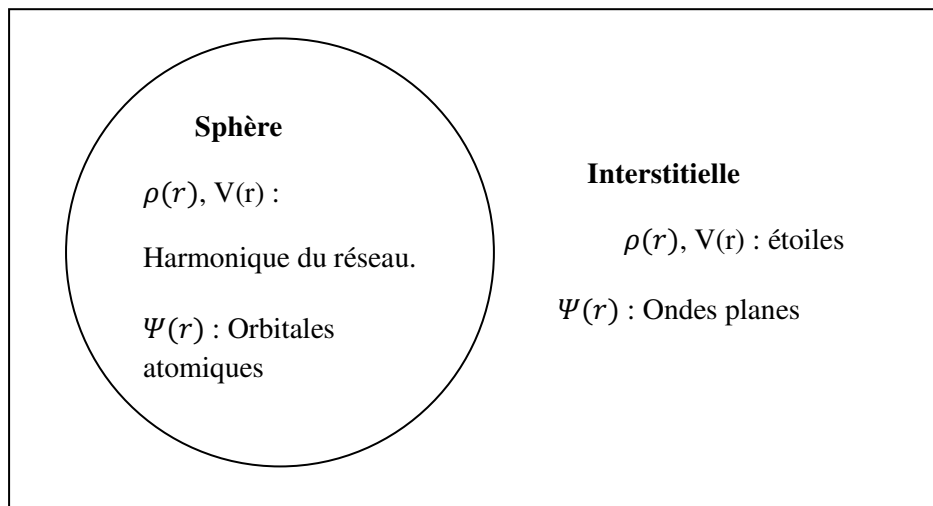 Sphère
ρ(r), V(r) :
Harmonique du réseau.
Ψ(r) : Orbitales
atomiques
Interstitielle
ρ(r), V(r) : étoiles
Ψ(r) : Ondes planes